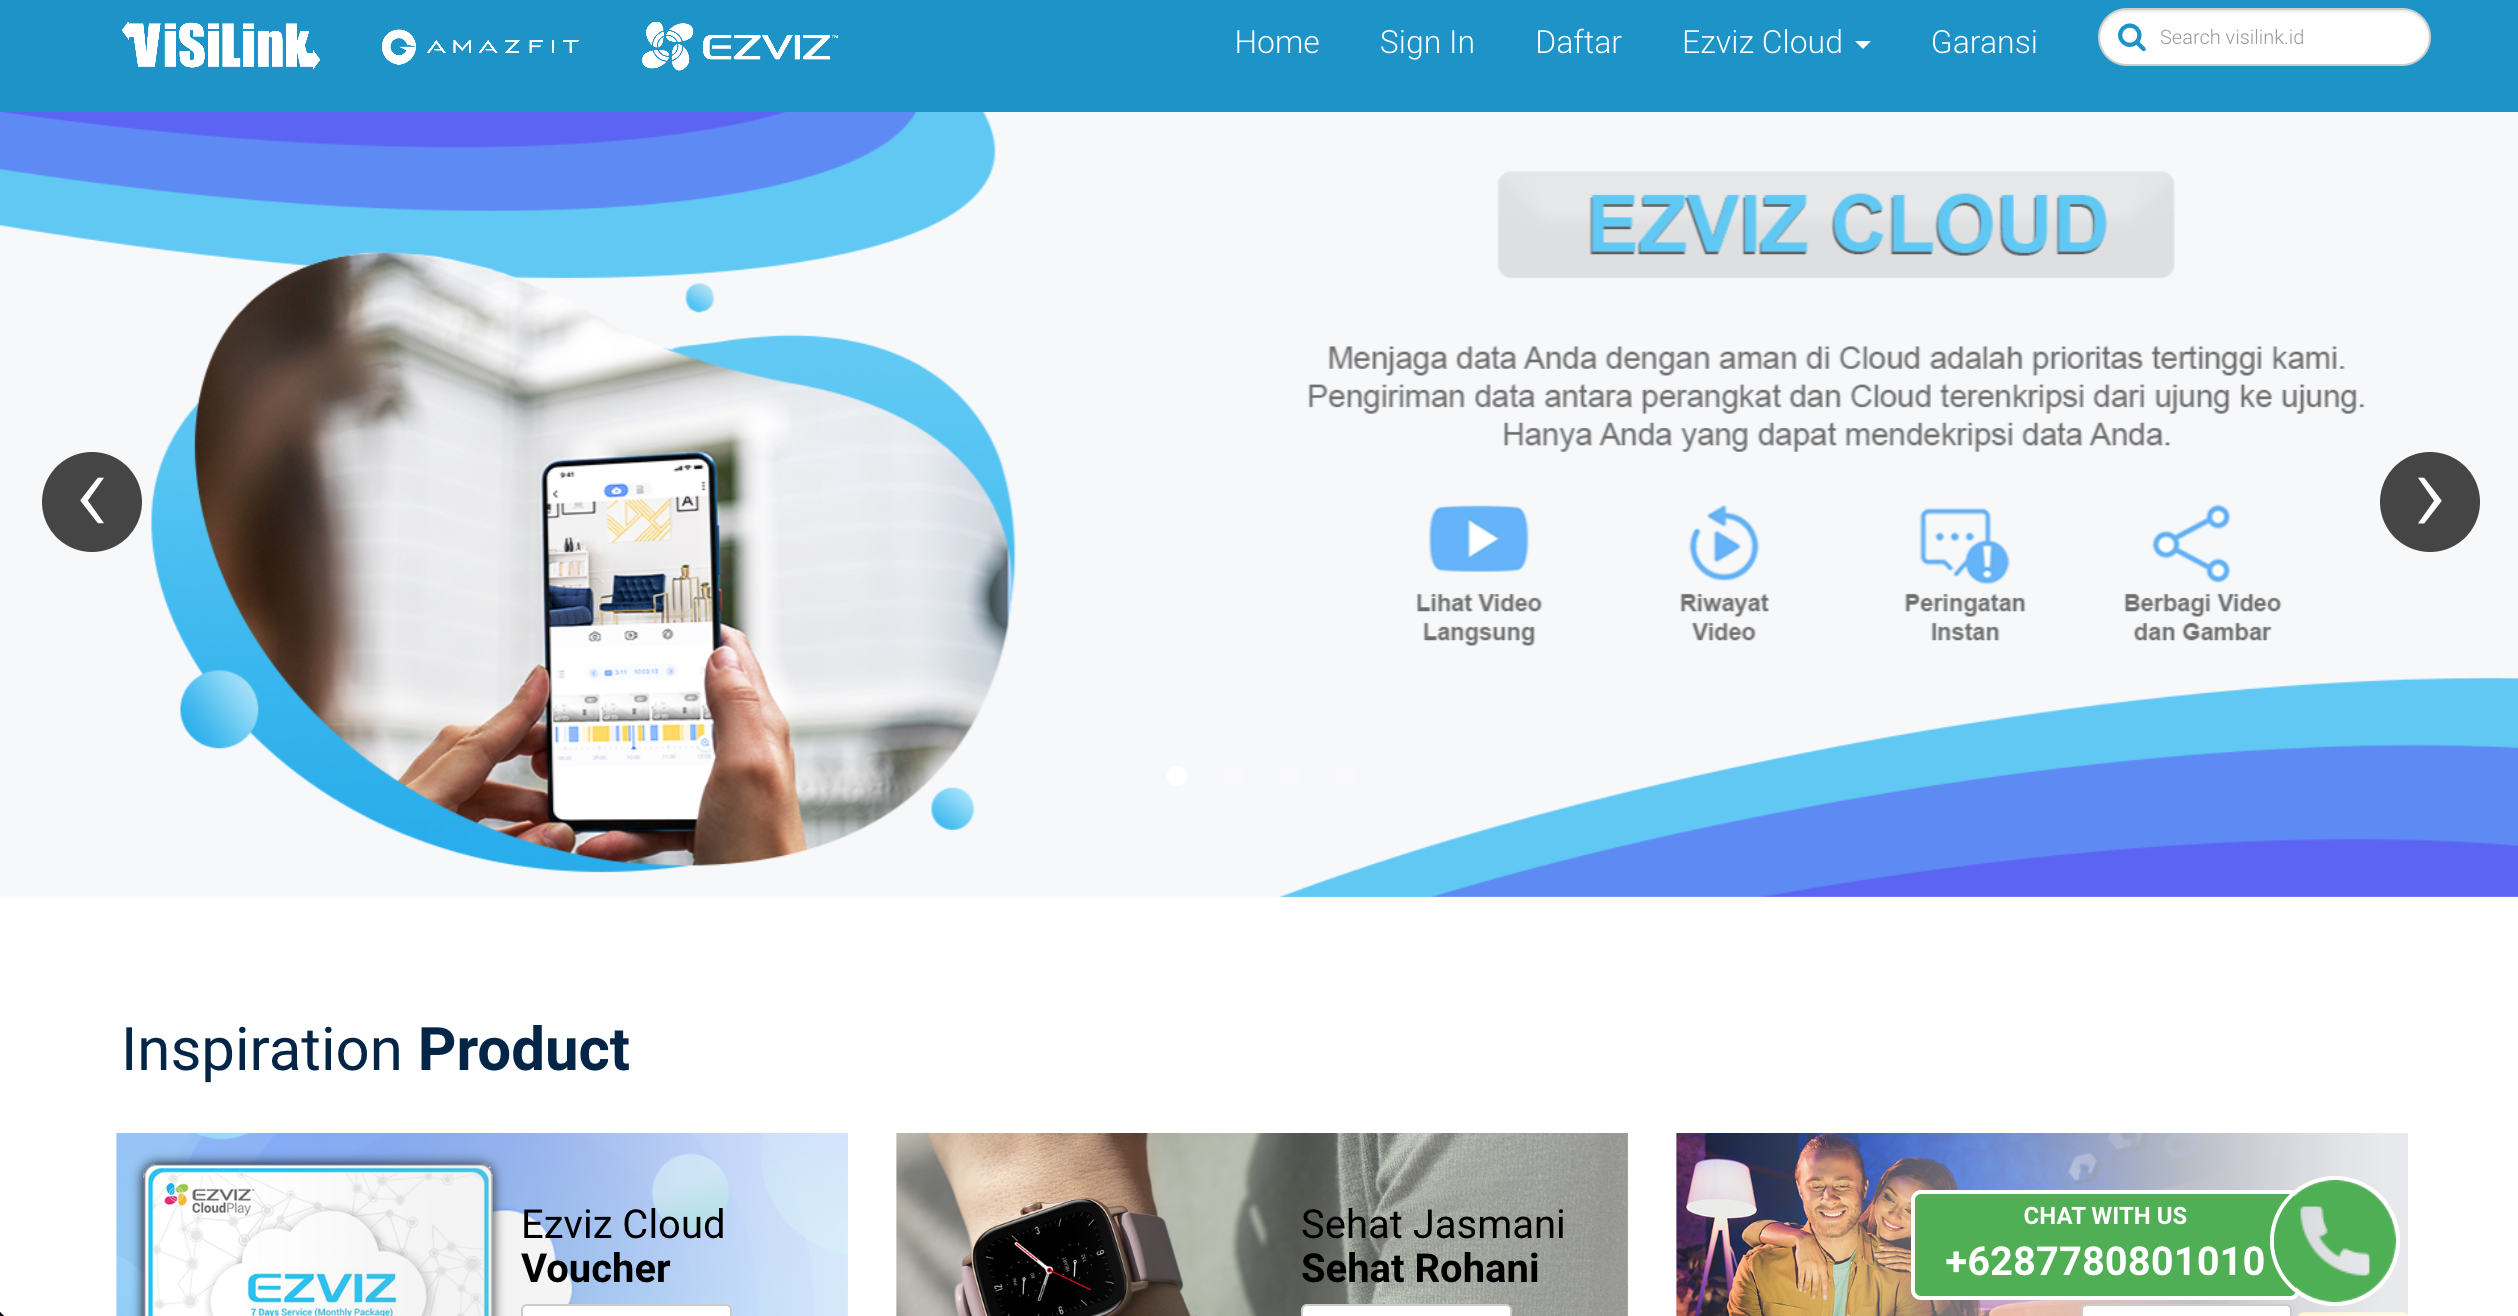 ViSiLink
AMAZFIT
EZVIZ™
Home
Sign In
Daftar
Ezviz Cloud
Garansi
Search visilink.id
EZVIZ CLOUD
Menjaga data Anda dengan aman di Cloud adalah prioritas tertinggi kami.
Pengiriman data antara perangkat dan Cloud terenkripsi dari ujung ke ujung.
Hanya Anda yang dapat mendekripsi data Anda.
Lihat Video
Langsung
Riwayat
Video
Peringatan
Instan
Berbagi Video
dan Gambar
9:41
A
Inspiration Product
EZVIZ
CloudPlay
EZVIZ
7 Days Service (Monthly Package)
Ezviz Cloud
Voucher
Sehat Jasmani
Sehat Rohani
CHAT WITH US
+6287780801010